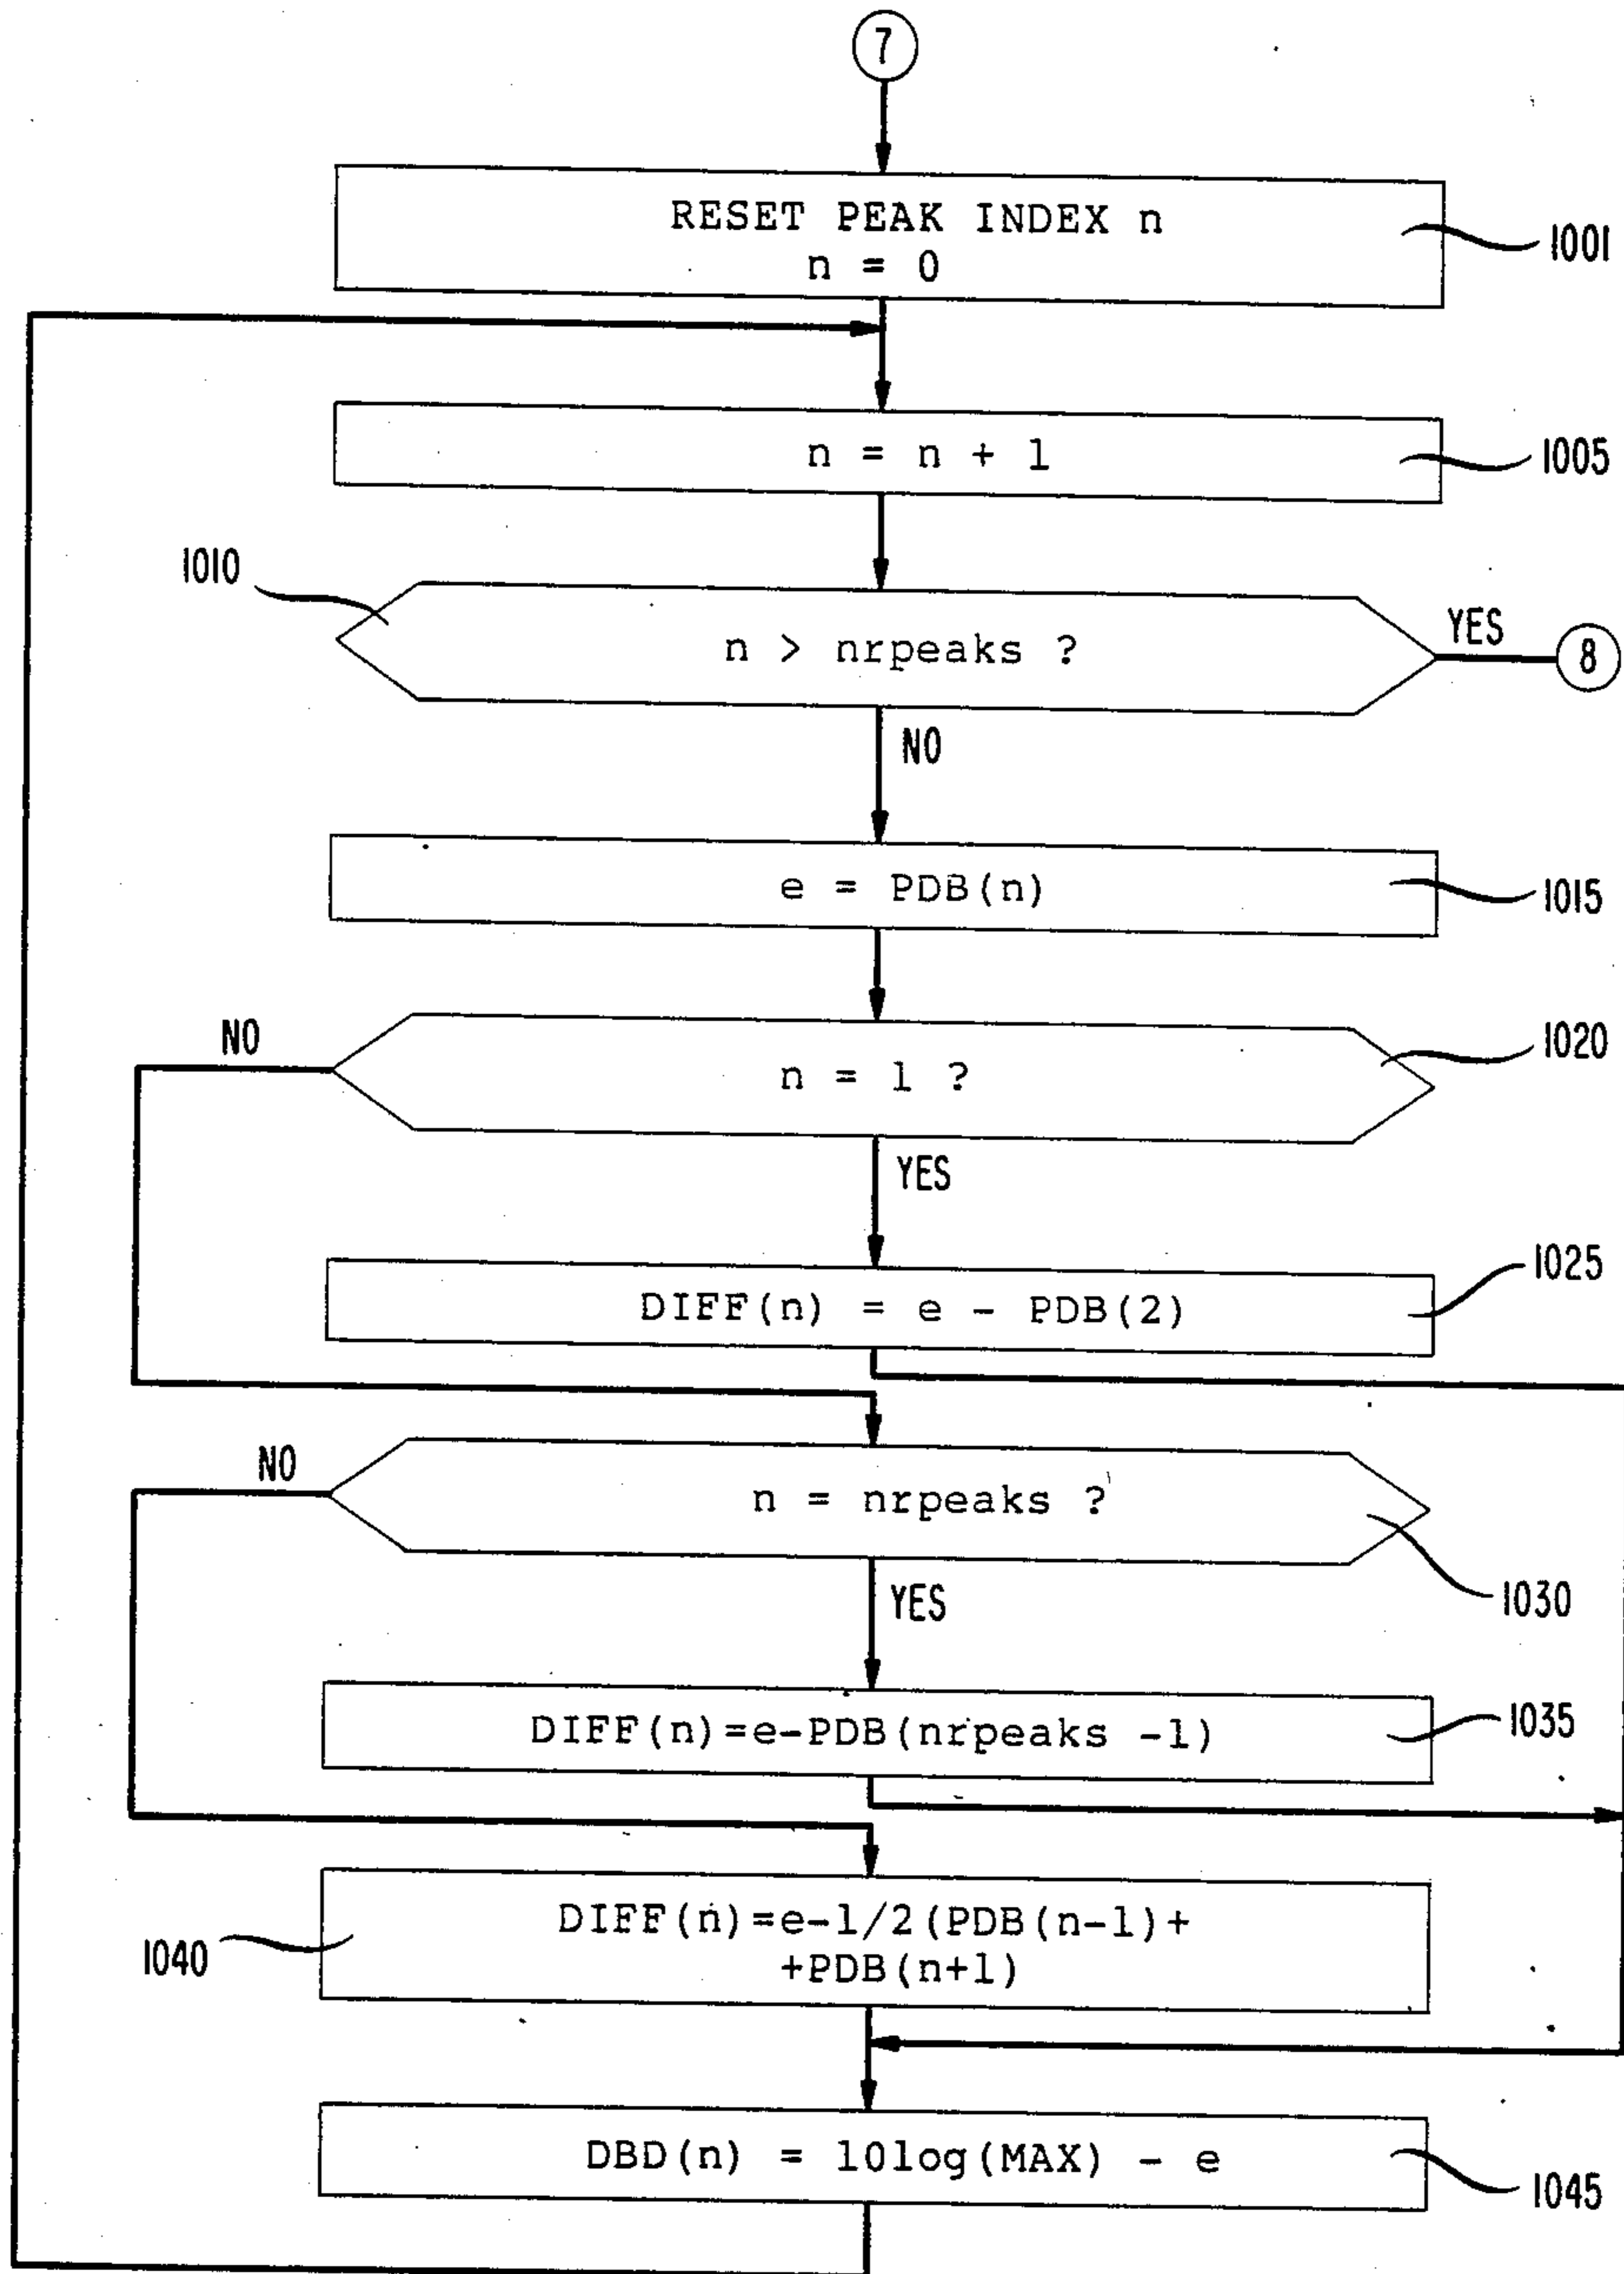 7
RESET PEAK INDEX n
n = 0
1001
n = n + 1
1005
1010
n > nrpeaks ?
YES
8
NO
e = PDB(n)
1015
NO
n = 1 ?
1020
YES
DIFF(n) = e - PDB(2)
1025
NO
n = nrpeaks ?
1030
YES
DIFF(n)=e-PDB(nrpeaks -1)
1035
DIFF(n)=e-1/2(PDB(n-1)+
+PDB(n+1)
1040
DBD(n) = 10log(MAX) - e
1045